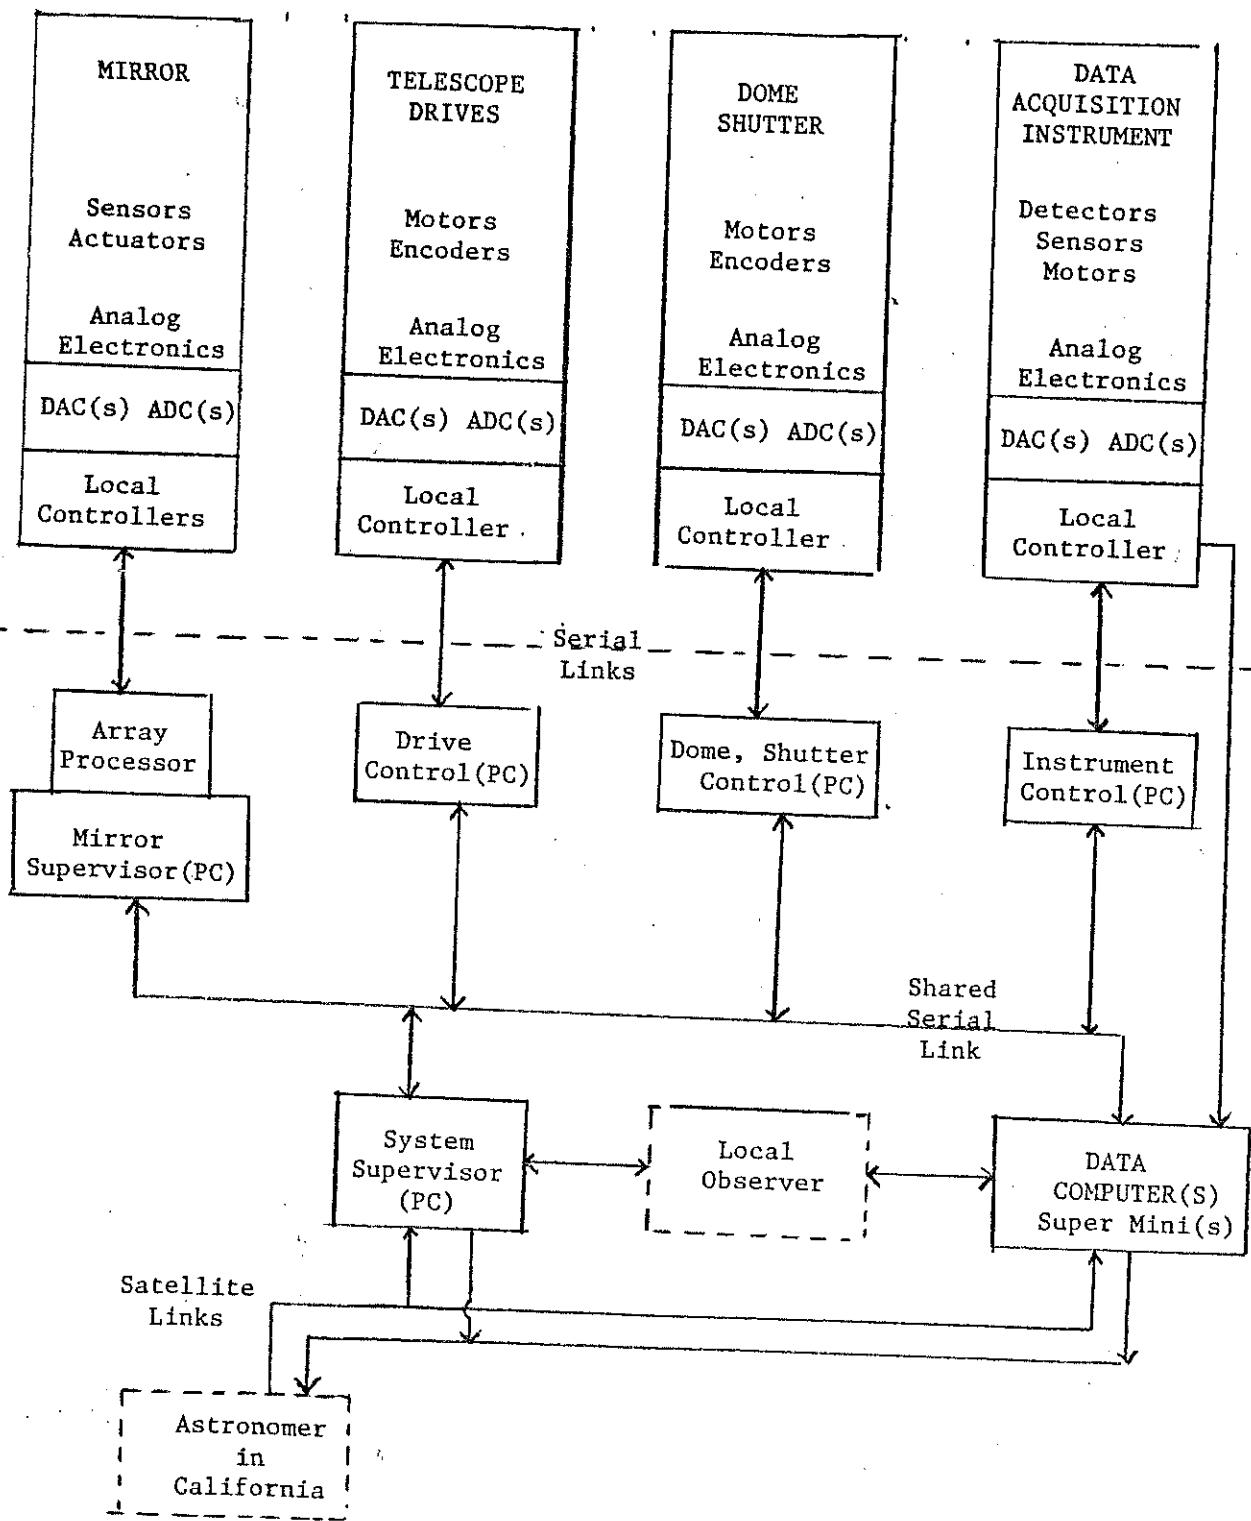 MIRROR
Sensors
Actuators
Analog
Electronics
DAC(s) ADC(s)
Local
Controllers
TELESCOPE
DRIVES
Motors
Encoders
Analog
Electronics
DAC(s) ADC(s)
Local
Controller
DOME
SHUTTER
Motors
Encoders
Analog
Electronics
DAC(s) ADC(s)
Local
Controller
DATA
ACQUISITION
INSTRUMENT
Detectors
Sensors
Motors
Analog
Electronics
DAC(s) ADC(s)
Local
Controller
Serial
Links
Array
Processor
Mirror
Supervisor(PC)
Drive
Control(PC)
Dome, Shutter
Control(PC)
Instrument
Control(PC)
Shared
Serial
Link
System
Supervisor
(PC)
Local
Observer
DATA
COMPUTER(S)
Super Mini(s)
Satellite
Links
Astronomer
in
California